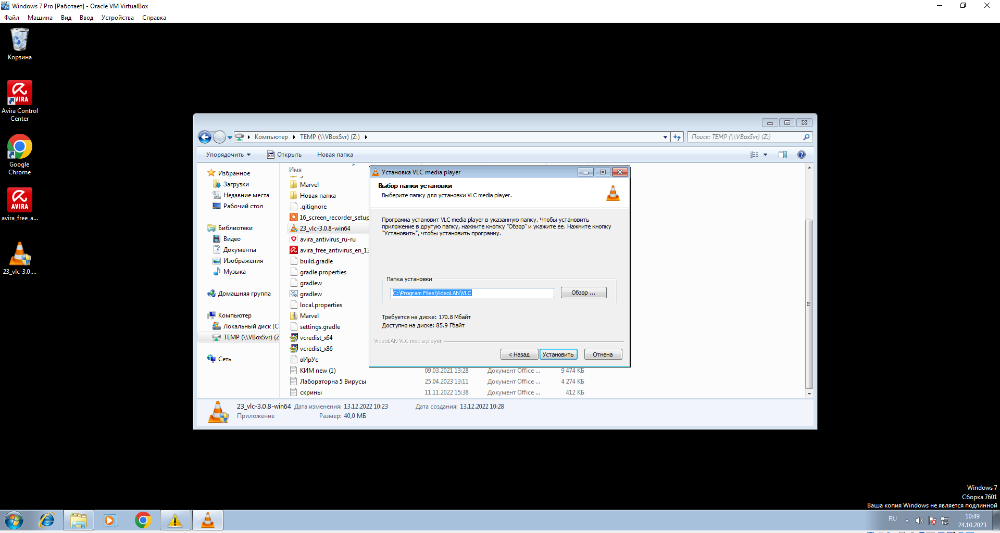 Windows 7 Pro [Работает] - Oracle VM VirtualBox
Файл Машина Вид Ввод Устройства Справка
Корзина
AVIRA
Avira Control
Center
Google
Chrome
AVIRA
avira_free_a...
23_vlc-3.0....
Компьютер TEMP (\\VBoxSvr) (Z:)
Поиск: TEMP (\\VBoxSvr) (Z:)
Упорядочить Открыть Новая папка
Избранное
Загрузки
Недавние места
Рабочий стол
Библиотеки
Видео
Документы
Изображения
Музыка
Домашняя группа
Компьютер
Локальный диск (C
TEMP (\\VBoxSvr) (Z
Сеть
Имя
Marvel
Новая папка
.gitignore
16_screen_recorder_setup
23_vlc-3.0.8-win64
avira_antivirus_ru-ru
avira_free_antivirus_en_13
build.gradle
gradle.properties
gradlew
gradlew
local.properties
Marvel
settings.gradle
vcredist_x64
vcredist_x86
вИрУс
КИМ new (1) 09.03.2021 13:28 Документ Office ... 9 474 КБ
Лабораторна 5 Вирусы 25.04.2023 13:11 Документ Office ... 4 274 КБ
скрины 11.11.2022 15:38 Документ Office ... 412 КБ
Установка VLC media player
Выбор папки установки
Выберите папку для установки VLC media player.
Программа установит VLC media player в указанную папку. Чтобы установить
приложение в другую папку, нажмите кнопку "Обзор" и укажите ее. Нажмите кнопку
"Установить", чтобы установить программу.
Папка установки
C:\Program Files\VideoLAN\VLC
Обзор ...
Требуется на диске: 170.8 Мбайт
Доступно на диске: 85.9 Гбайт
VideoLAN VLC media player
< Назад Установить Отмена
23_vlc-3.0.8-win64 Дата изменения: 13.12.2022 10:23 Дата создания: 13.12.2022 10:28
Приложение Размер: 40,0 МБ
Windows 7
Сборка 7601
Ваша копия Windows не является подлинной
RU
10:49
24.10.2023